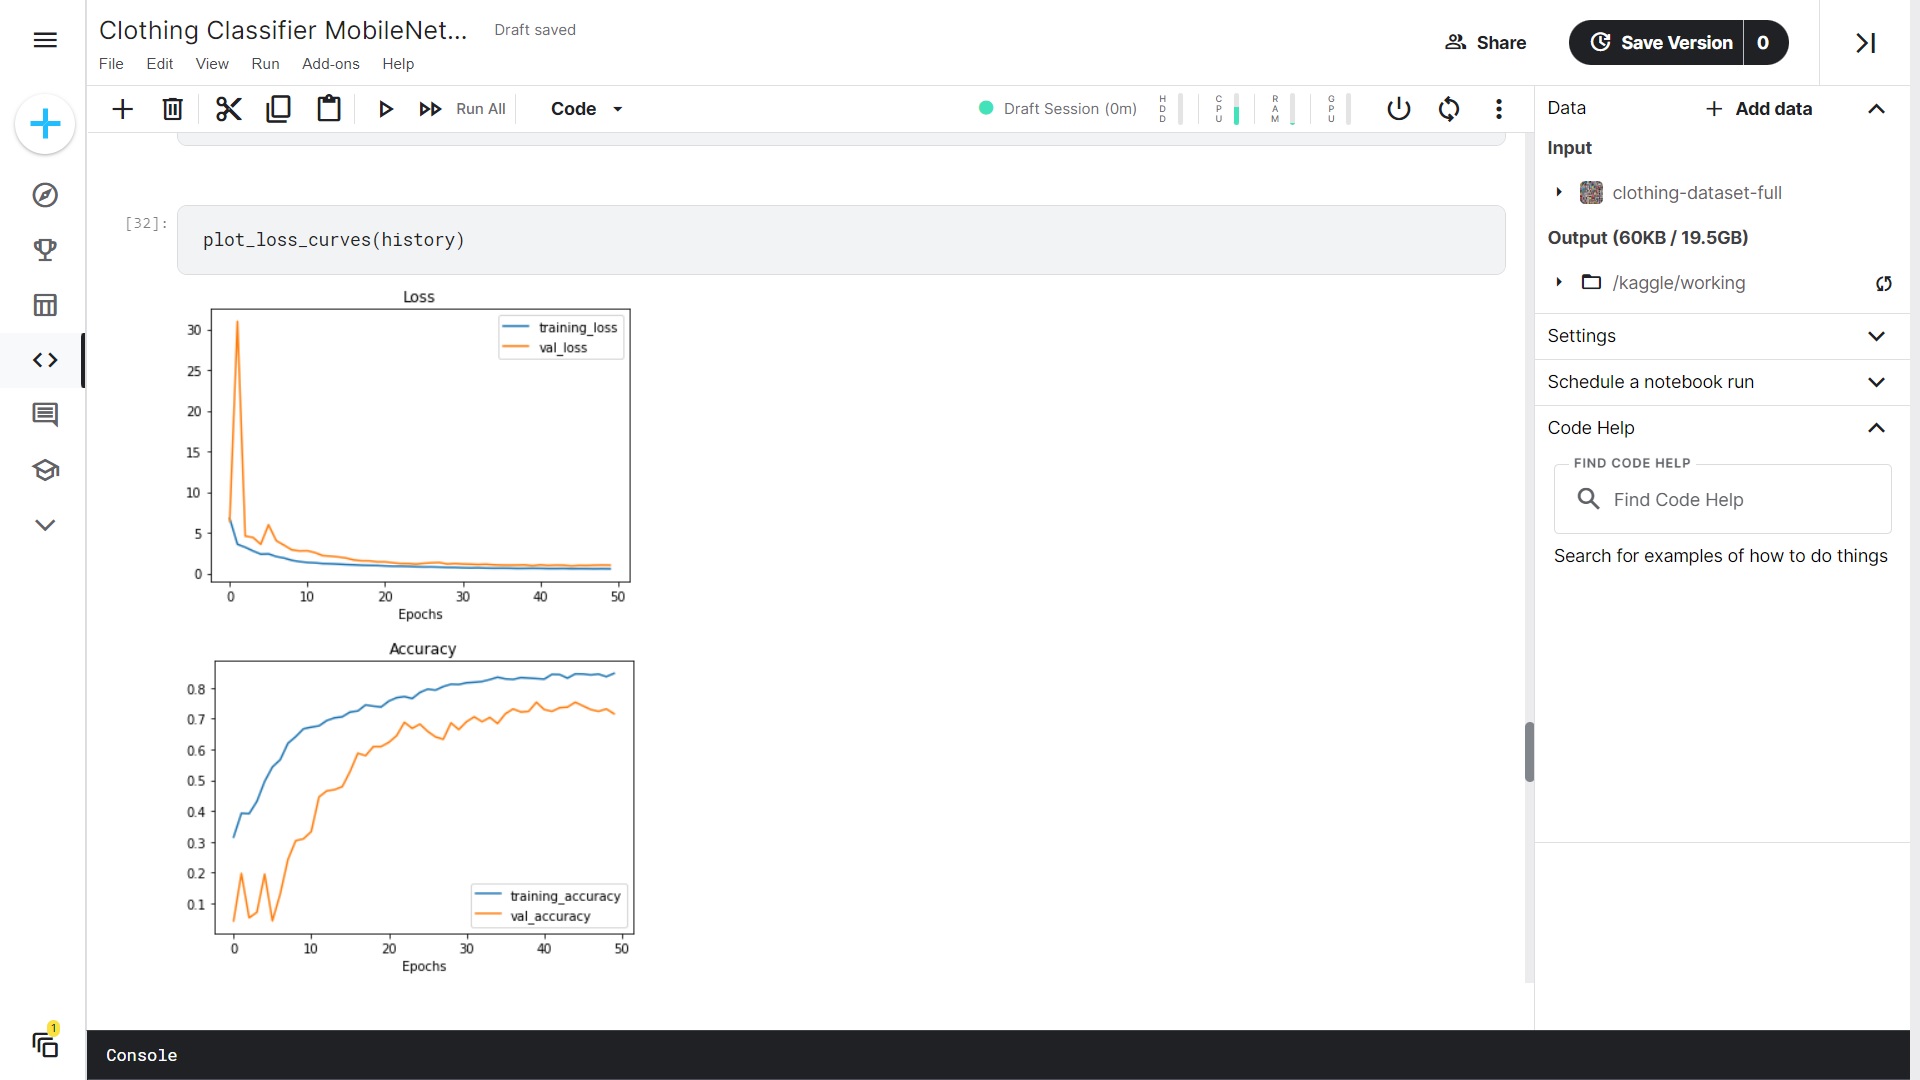 Clothing Classifier MobileNet...
Draft saved
File Edit View Run Add-ons Help
Share
Save Version 0
Run All
Code
Draft Session (0m)
HDD
CPU
RAM
GPU
[32]:
plot_loss_curves(history)
Loss
training_loss
val_loss
30
25
20
15
10
5
0
0 10 20 30 40 50
Epochs
Accuracy
0.8
0.7
0.6
0.5
0.4
0.3
0.2
0.1
training_accuracy
val_accuracy
0 10 20 30 40 50
Epochs
Data
Add data
Input
clothing-dataset-full
Output (60KB / 19.5GB)
/kaggle/working
Settings
Schedule a notebook run
Code Help
FIND CODE HELP
Find Code Help
Search for examples of how to do things
1
Console